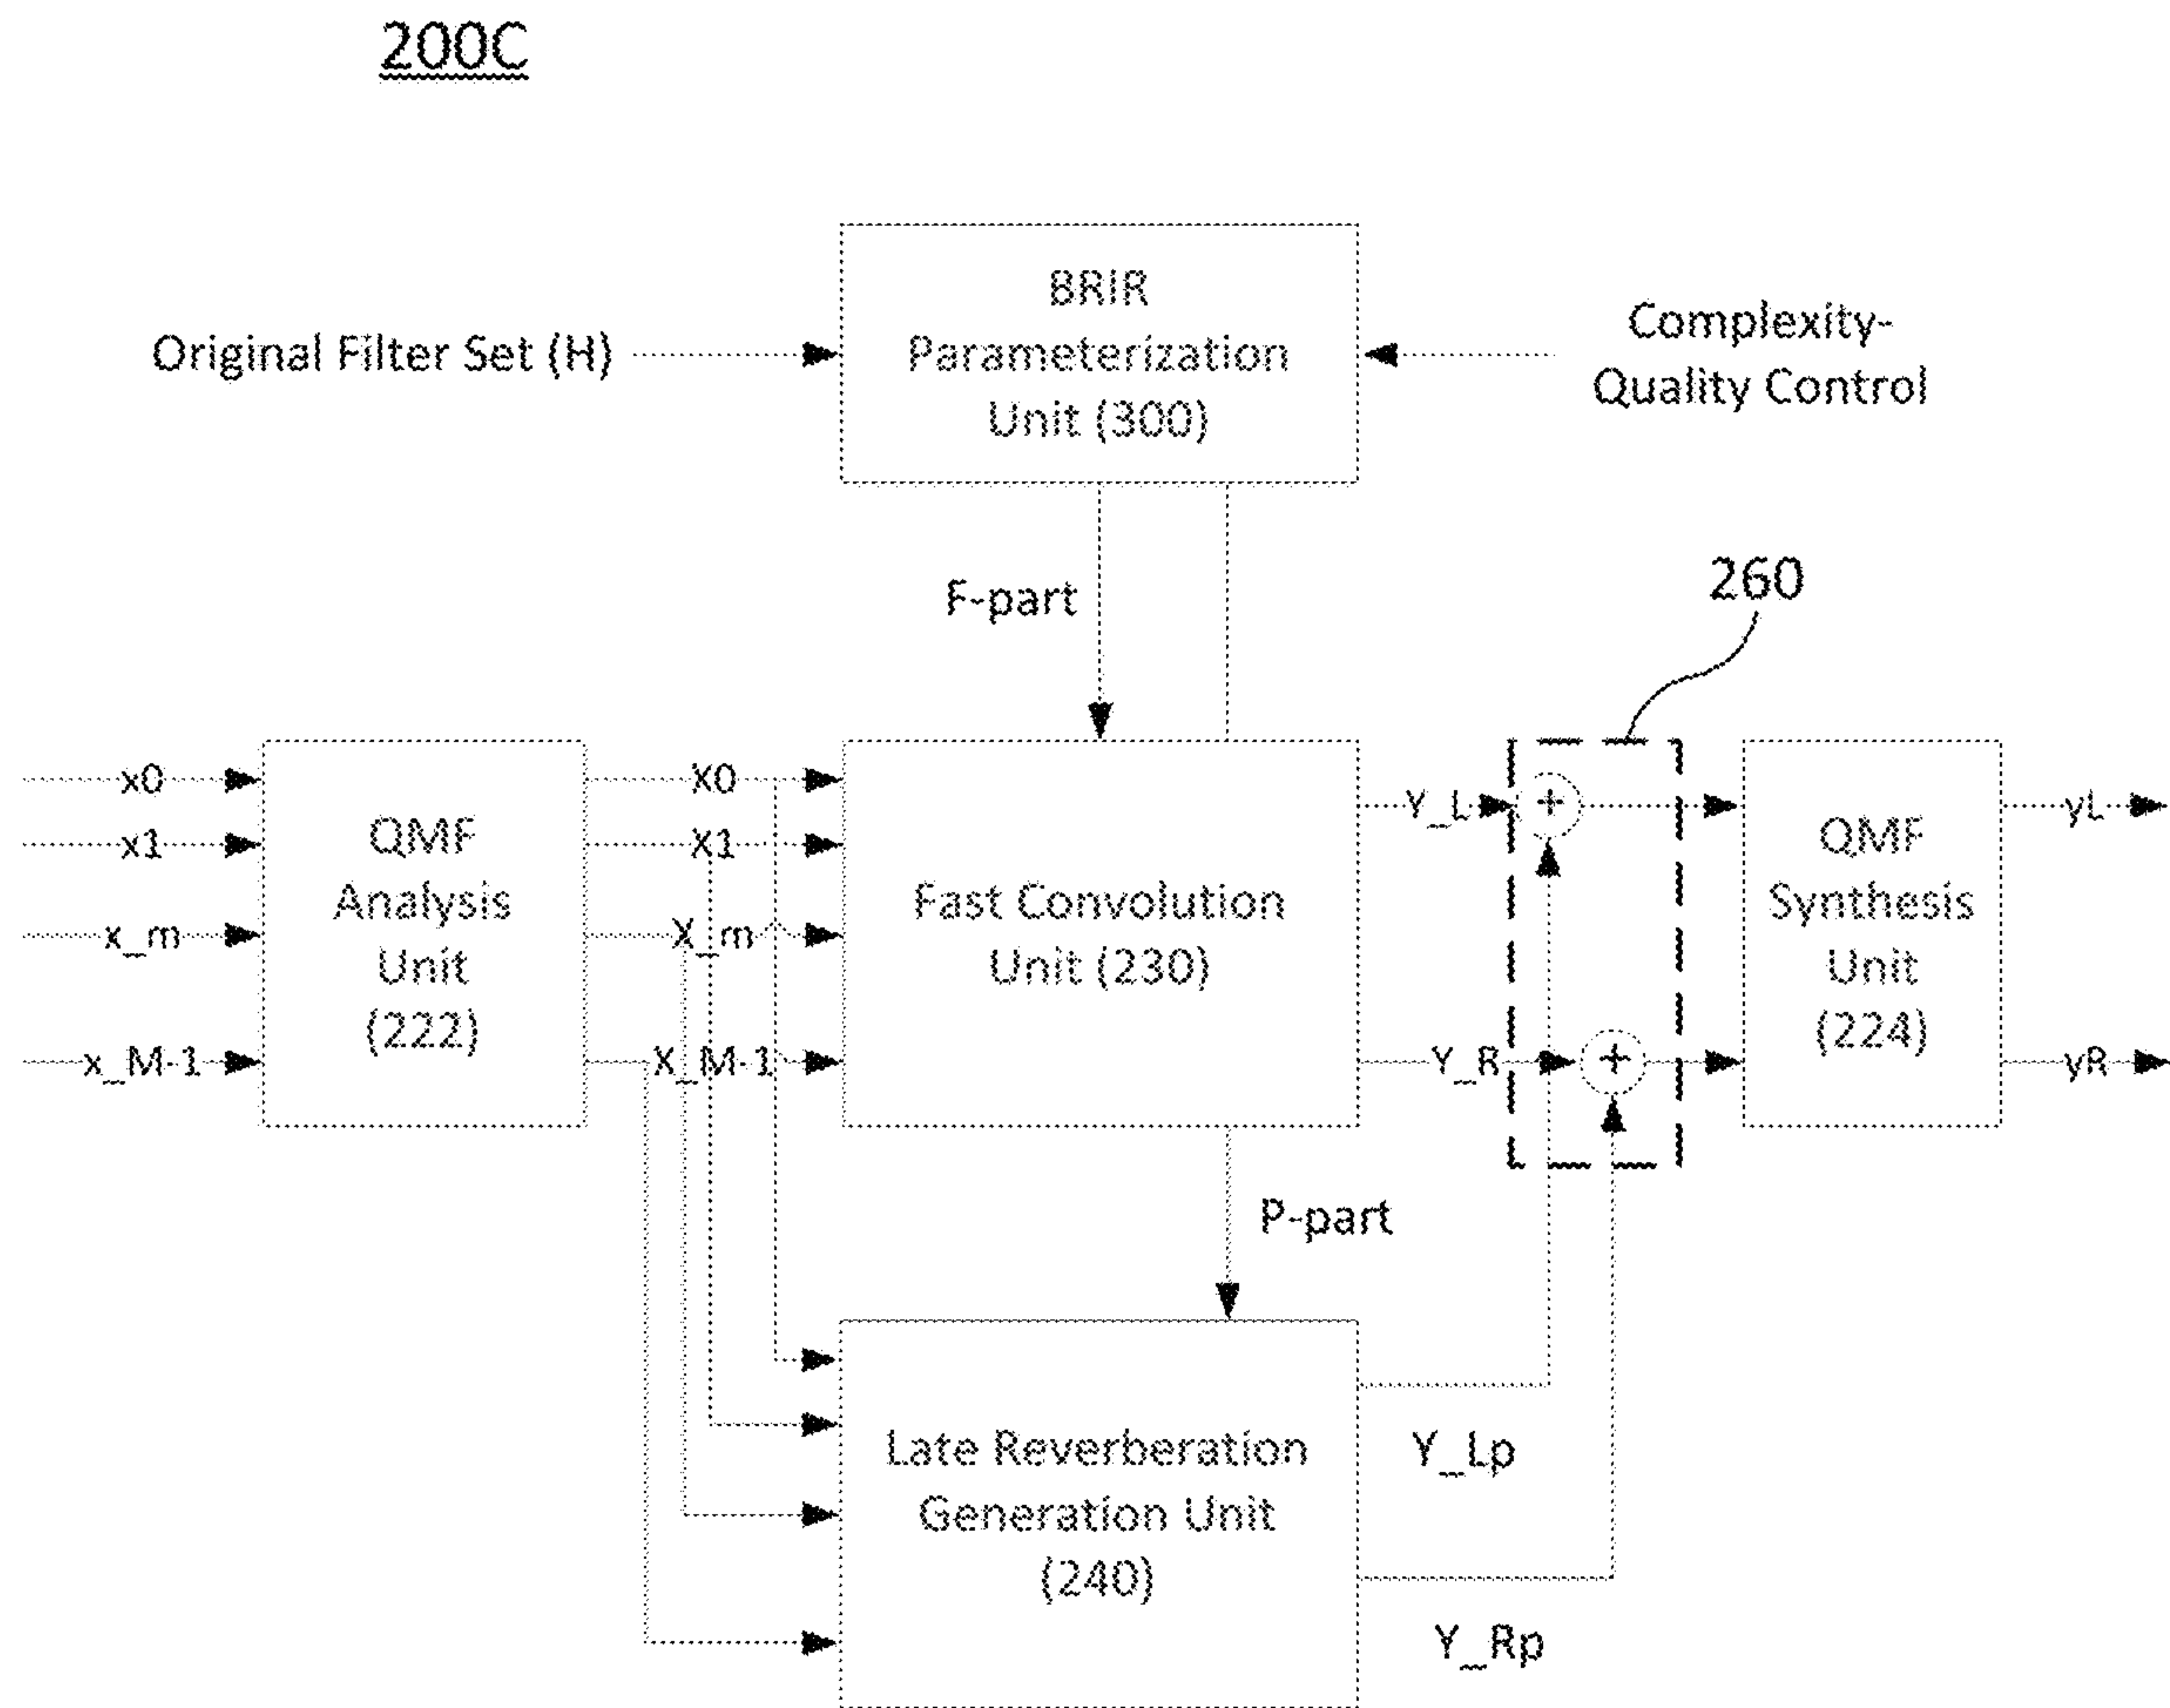 200C
BRIR
Parameterization
Unit (300)
Original Filter Set (H)
Complexity-
Quality Control
F-part
260
x0
x1
x_m
x_M-1
QMF
Analysis
Unit
(222)
X0
X1
X_m
X_M-1
Fast Convolution
Unit (230)
Y_L
+
Y_R
+
QMF
Synthesis
Unit
(224)
yL
yR
P-part
Late Reverberation
Generation Unit
(240)
Y_Lp
Y_Rp